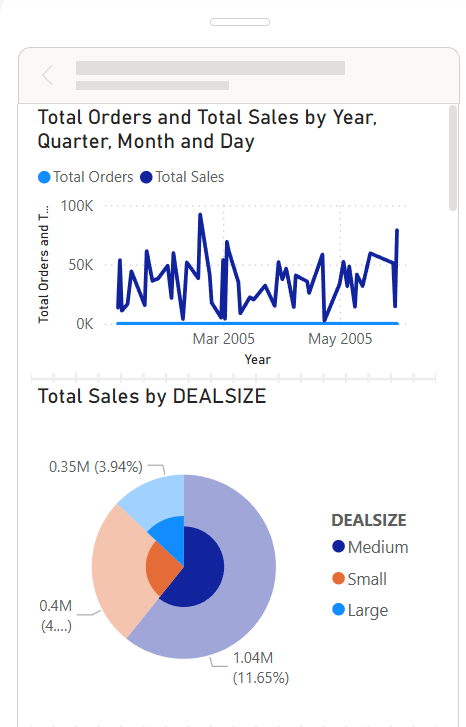 Total Orders and Total Sales by Year,
Quarter, Month and Day
Total Orders Total Sales
Total Orders and T...
100K
50K
0K
Mar 2005 May 2005
Year
Total Sales by DEALSIZE
0.35M (3.94%)
0.4M
(4....)
1.04M
(11.65%)
DEALSIZE
Medium
Small
Large